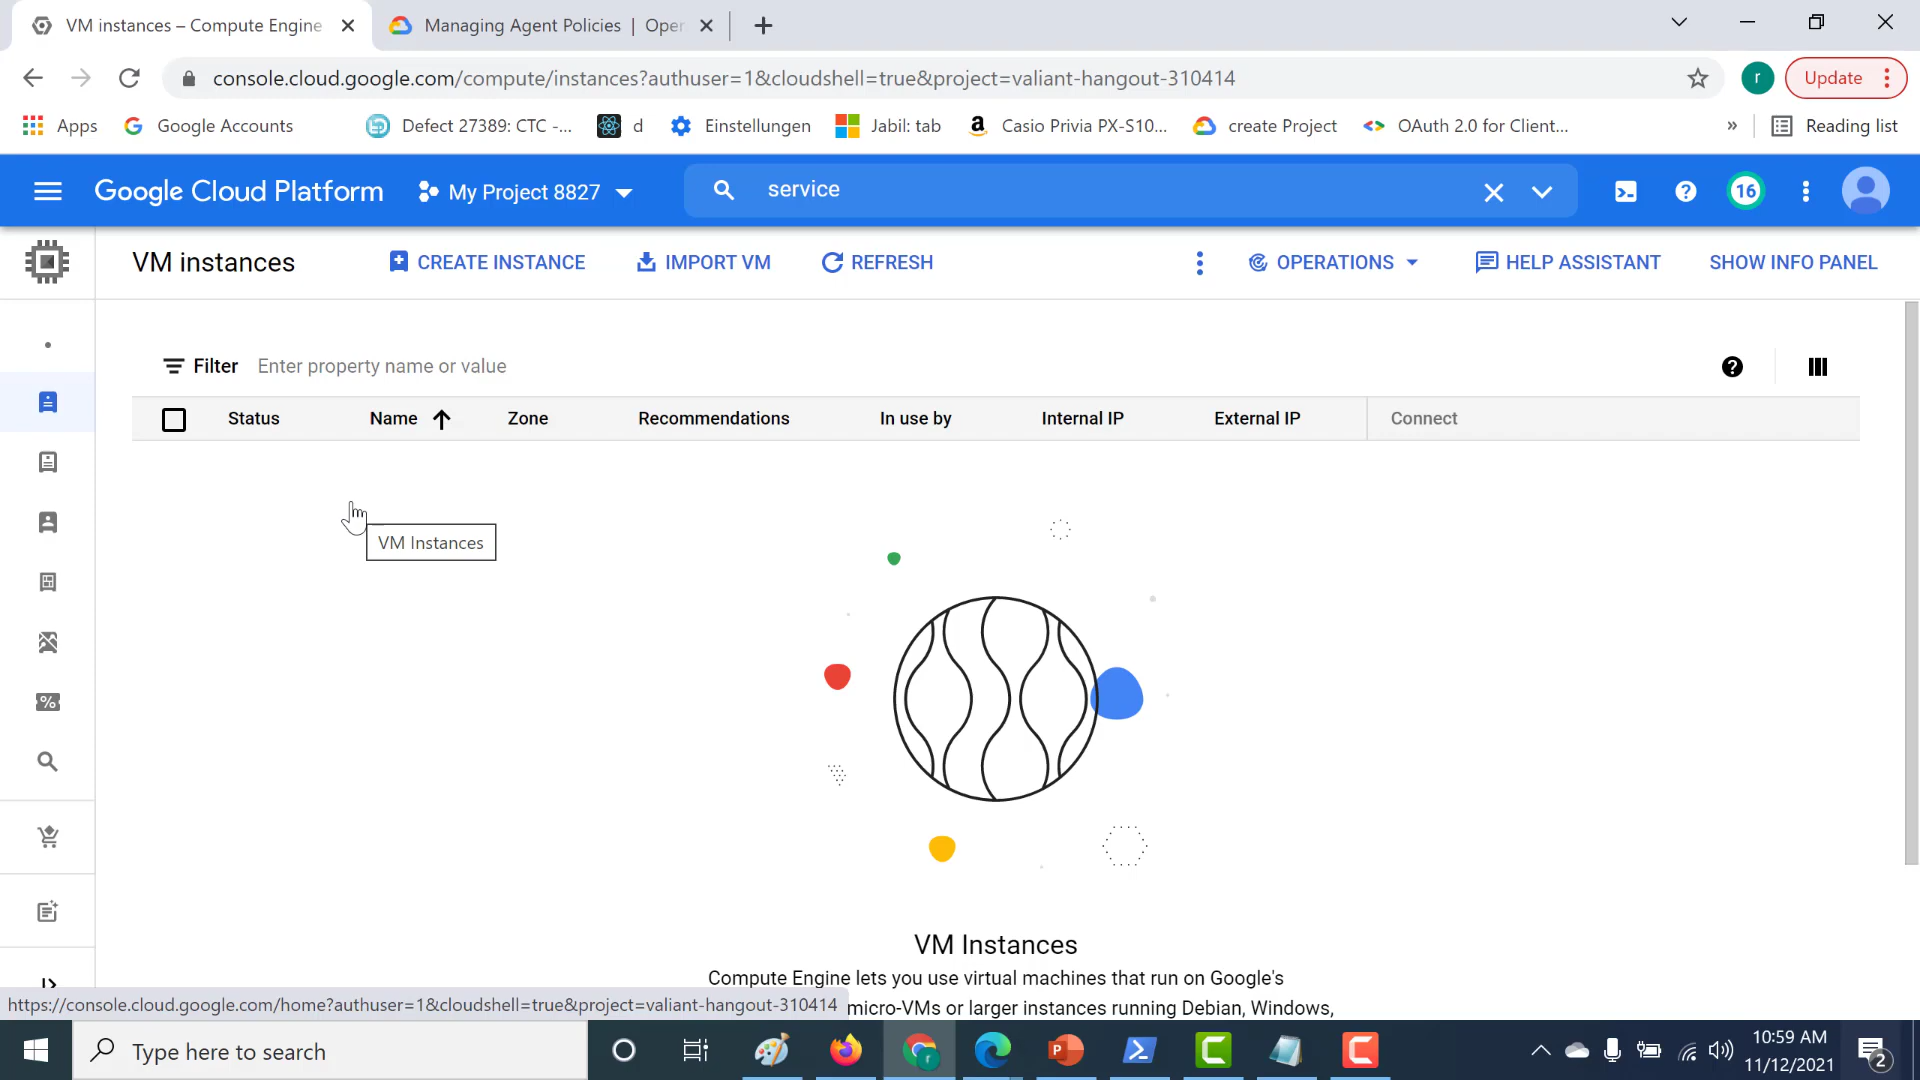 VM instances – Compute Engine
Managing Agent Policies | Oper
console.cloud.google.com/compute/instances?authuser=1&cloudshell=true&project=valiant-hangout-310414
r
Update
Apps
Google Accounts
Defect 27389: CTC -...
d
Einstellungen
Jabil: tab
Casio Privia PX-S10...
create Project
OAuth 2.0 for Client...
»
Reading list
Google Cloud Platform
My Project 8827
service
16
VM instances
CREATE INSTANCE
IMPORT VM
REFRESH
OPERATIONS
HELP ASSISTANT
SHOW INFO PANEL
Filter
Enter property name or value
Status
Name
Zone
Recommendations
In use by
Internal IP
External IP
Connect
VM Instances
VM Instances
Compute Engine lets you use virtual machines that run on Google's
micro-VMs or larger instances running Debian, Windows,
https://console.cloud.google.com/home?authuser=1&cloudshell=true&project=valiant-hangout-310414
Type here to search
10:59 AM
11/12/2021
2